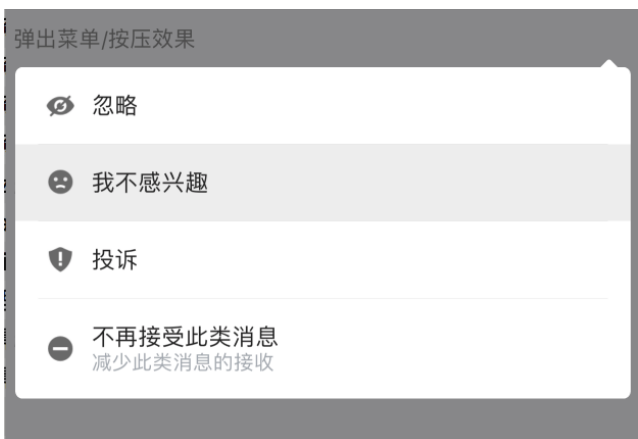 弹出菜单/按压效果
忽略
我不感兴趣
投诉
不再接受此类消息
减少此类消息的接收